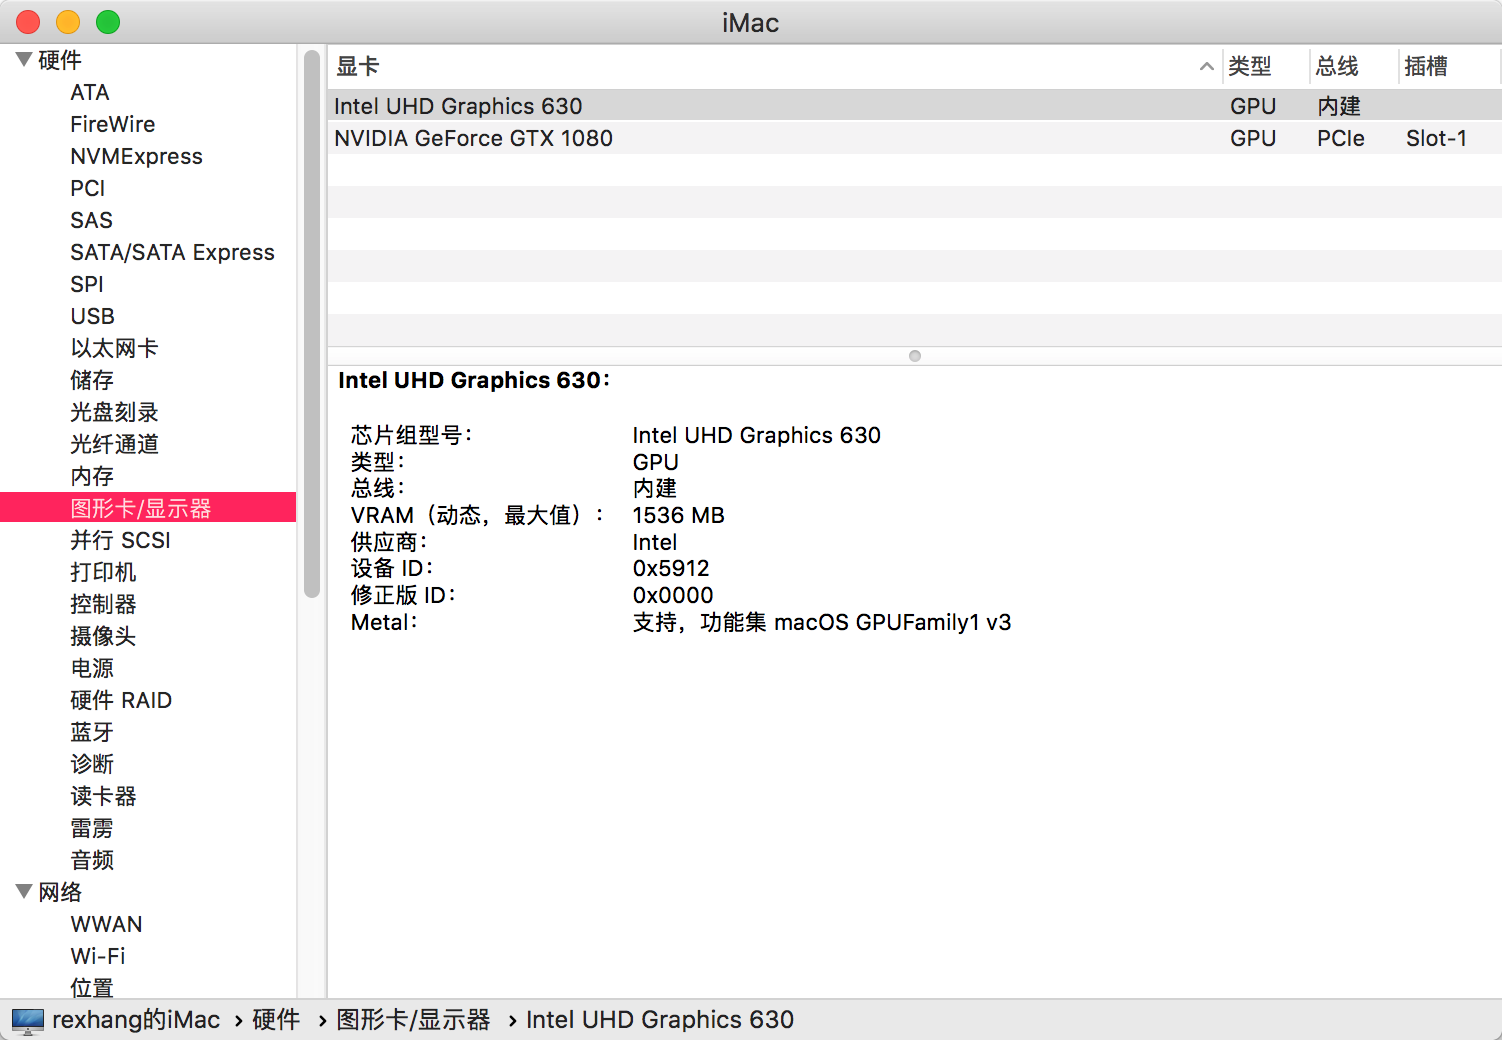 iMac
硬件
ATA
FireWire
NVMExpress
PCI
SAS
SATA/SATA Express
SPI
USB
以太网卡
储存
光盘刻录
光纤通道
内存
图形卡/显示器
并行 SCSI
打印机
控制器
摄像头
电源
硬件 RAID
蓝牙
诊断
读卡器
雷雳
音频
网络
WWAN
Wi-Fi
位置
显卡 类型 总线 插槽
Intel UHD Graphics 630 GPU 内建
NVIDIA GeForce GTX 1080 GPU PCIe Slot-1
Intel UHD Graphics 630：
芯片组型号： Intel UHD Graphics 630
类型： GPU
总线： 内建
VRAM（动态，最大值）： 1536 MB
供应商： Intel
设备 ID： 0x5912
修正版 ID： 0x0000
Metal： 支持，功能集 macOS GPUFamily1 v3
rexhang的iMac › 硬件 › 图形卡/显示器 › Intel UHD Graphics 630